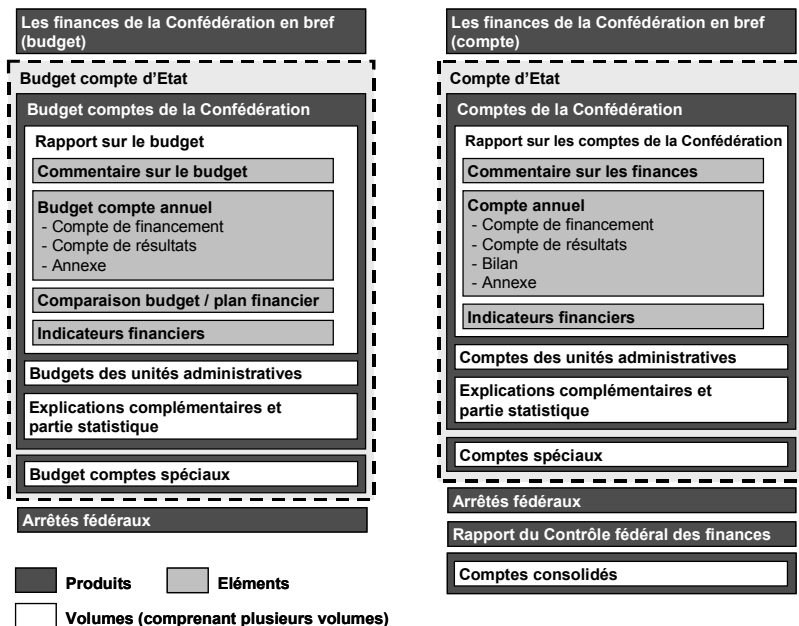 Les finances de la Confédération en bref
(budget)
Budget compte d'Etat
Budget comptes de la Confédération
Rapport sur le budget
Commentaire sur le budget
Budget compte annuel
- Compte de financement
- Compte de résultats
- Annexe
Comparaison budget / plan financier
Indicateurs financiers
Budgets des unités administratives
Explications complémentaires et
partie statistique
Budget comptes spéciaux
Arrêtés fédéraux
Les finances de la Confédération en bref
(compte)
Compte d'Etat
Comptes de la Confédération
Rapport sur les comptes de la Confédération
Commentaire sur les finances
Compte annuel
- Compte de financement
- Compte de résultats
- Bilan
- Annexe
Indicateurs financiers
Comptes des unités administratives
Explications complémentaires et
partie statistique
Comptes spéciaux
Arrêtés fédéraux
Rapport du Contrôle fédéral des finances
Comptes consolidés
Produits
Eléments
Volumes (comprenant plusieurs volumes)